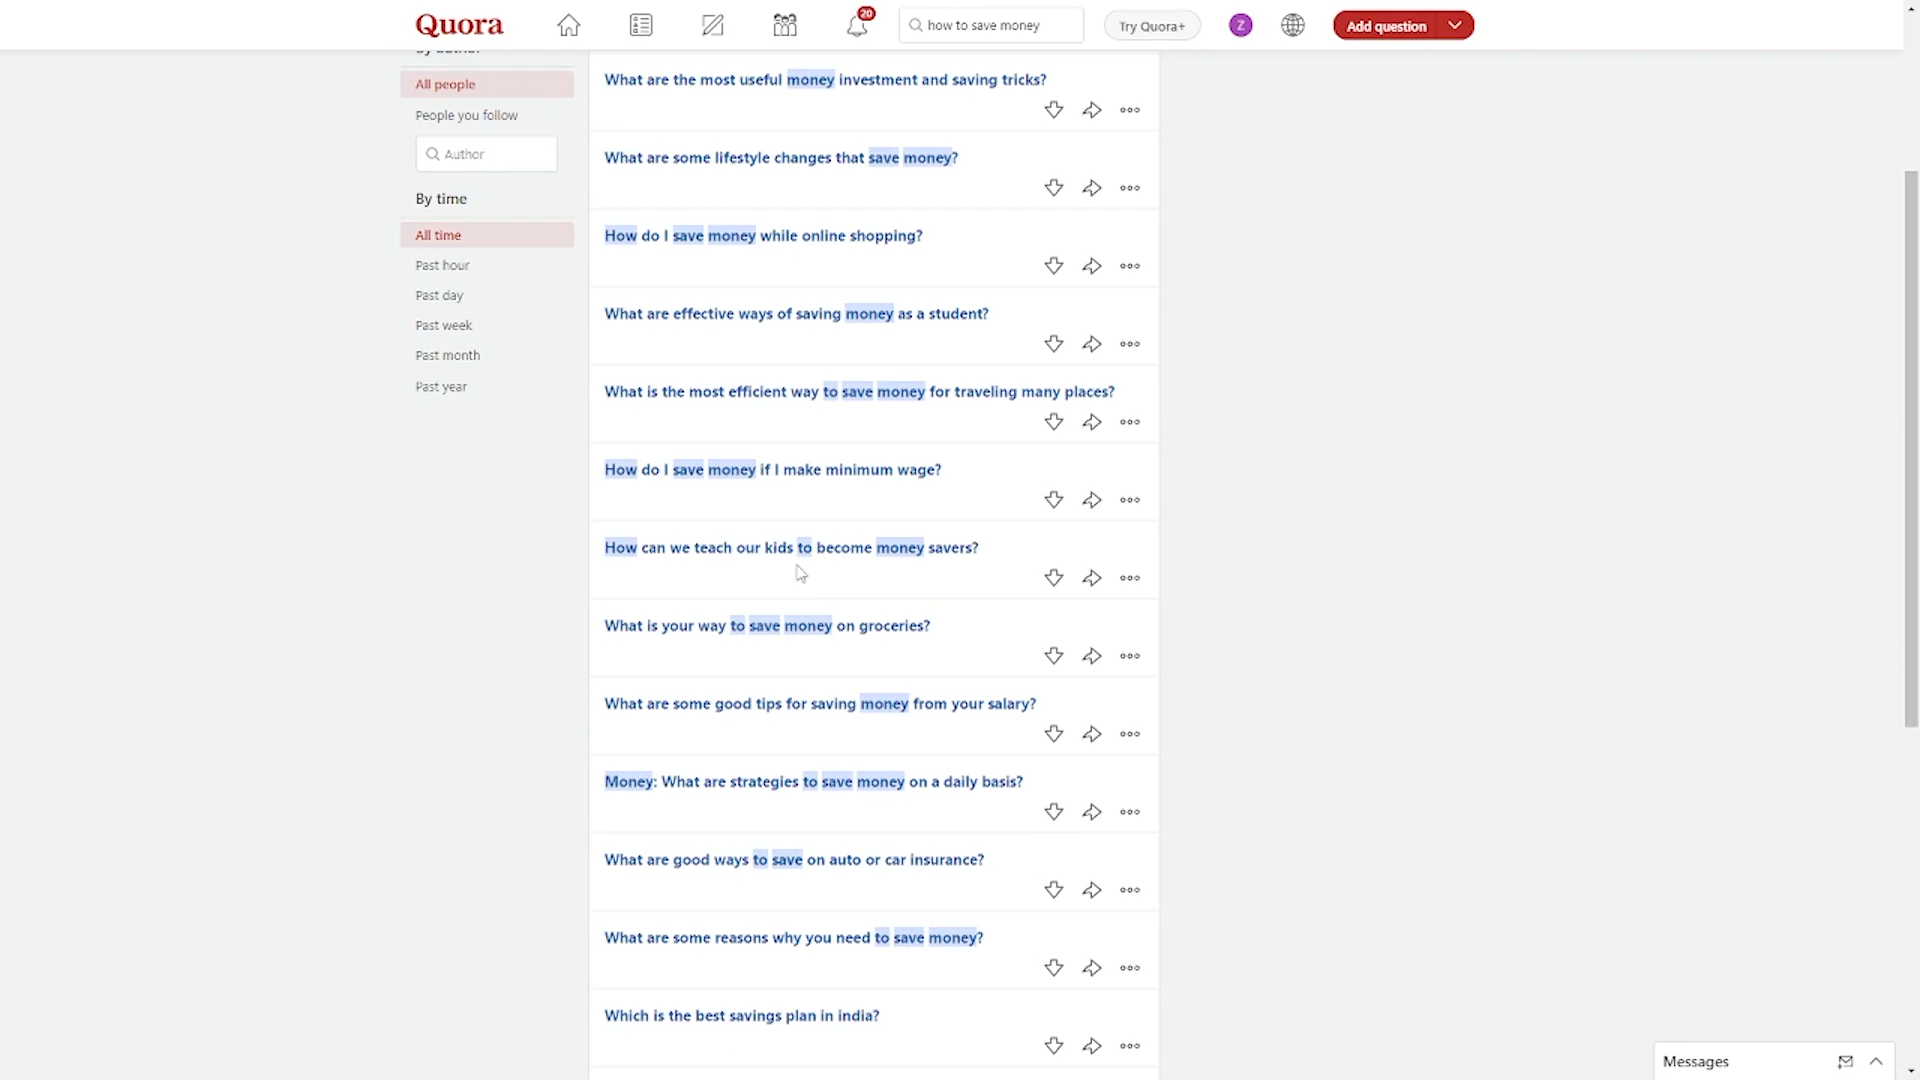 Quora
20
how to save money
Try Quora+
Z
Add question
By author
All people
People you follow
Author
By time
All time
Past hour
Past day
Past week
Past month
Past year
What are the most useful money investment and saving tricks?
What are some lifestyle changes that save money?
How do I save money while online shopping?
What are effective ways of saving money as a student?
What is the most efficient way to save money for traveling many places?
How do I save money if I make minimum wage?
How can we teach our kids to become money savers?
What is your way to save money on groceries?
What are some good tips for saving money from your salary?
Money: What are strategies to save money on a daily basis?
What are good ways to save on auto or car insurance?
What are some reasons why you need to save money?
Which is the best savings plan in india?
Messages